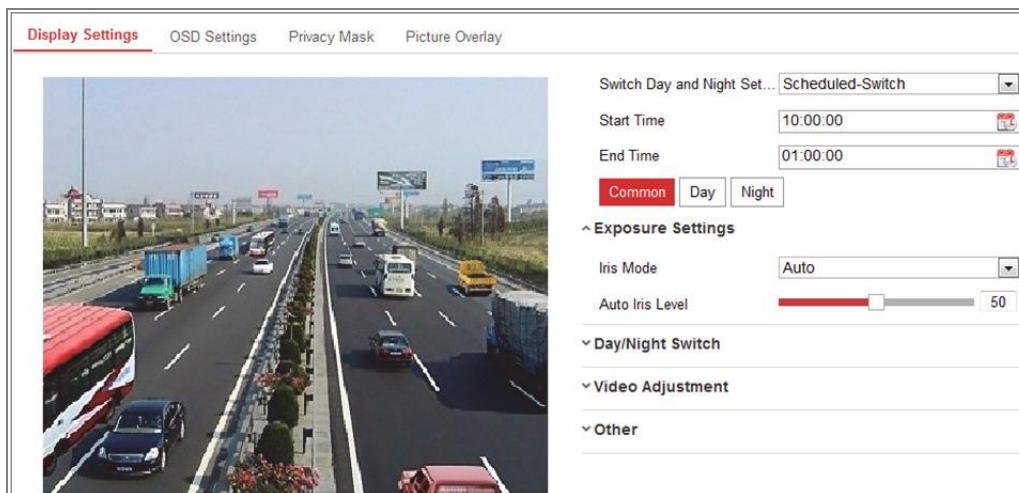 Display Settings OSD Settings Privacy Mask Picture Overlay
Switch Day and Night Set... Scheduled-Switch
Start Time 10:00:00
End Time 01:00:00
Common Day Night
Exposure Settings
Iris Mode Auto
Auto Iris Level 50
Day/Night Switch
Video Adjustment
Other